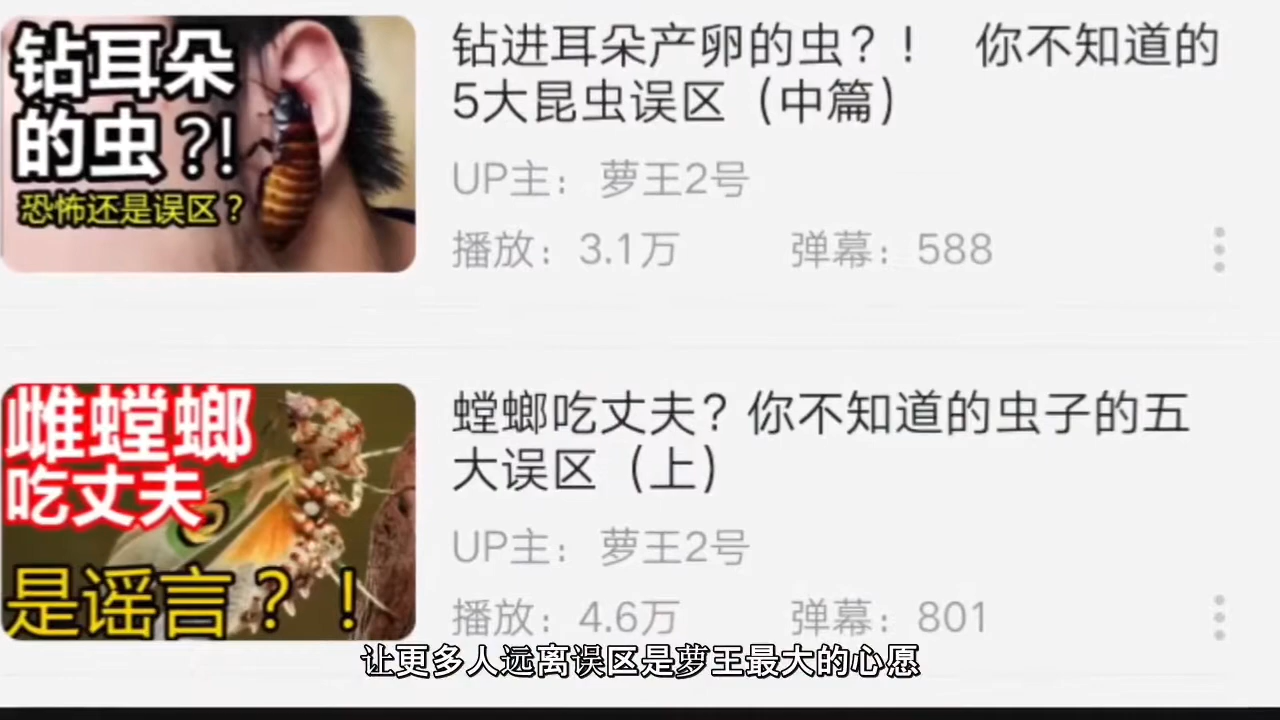 钻耳朵
的虫?!
恐怖还是误区?
钻进耳朵产卵的虫?! 你不知道的
5大昆虫误区(中篇)
UP主: 萝王2号
播放: 3.1万 弹幕: 588
雌螳螂
吃丈夫
是谣言?!
螳螂吃丈夫?你不知道的虫子的五
大误区(上)
UP主: 萝王2号
播放: 4.6万 弹幕: 801
让更多人远离误区是萝王最大的心愿